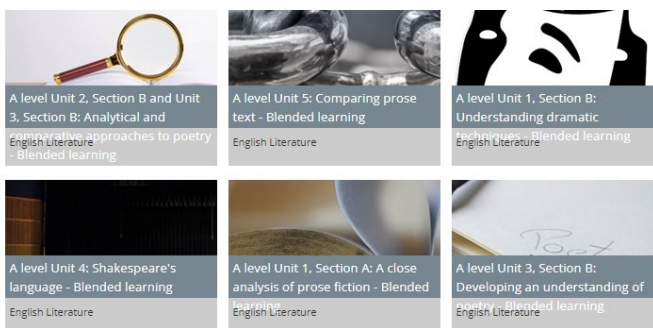 A level Unit 2, Section B and Unit
3, Section B: Analytical and
comparative approaches to poetry
- Blended learning
English Literature
A level Unit 5: Comparing prose
text - Blended learning
English Literature
A level Unit 1, Section B:
Understanding dramatic
techniques - Blended learning
English Literature
A level Unit 4: Shakespeare's
language - Blended learning
English Literature
A level Unit 1, Section A: A close
analysis of prose fiction - Blended
learning
English Literature
Poet
A level Unit 3, Section B:
Developing an understanding of
poetry - Blended learning
English Literature